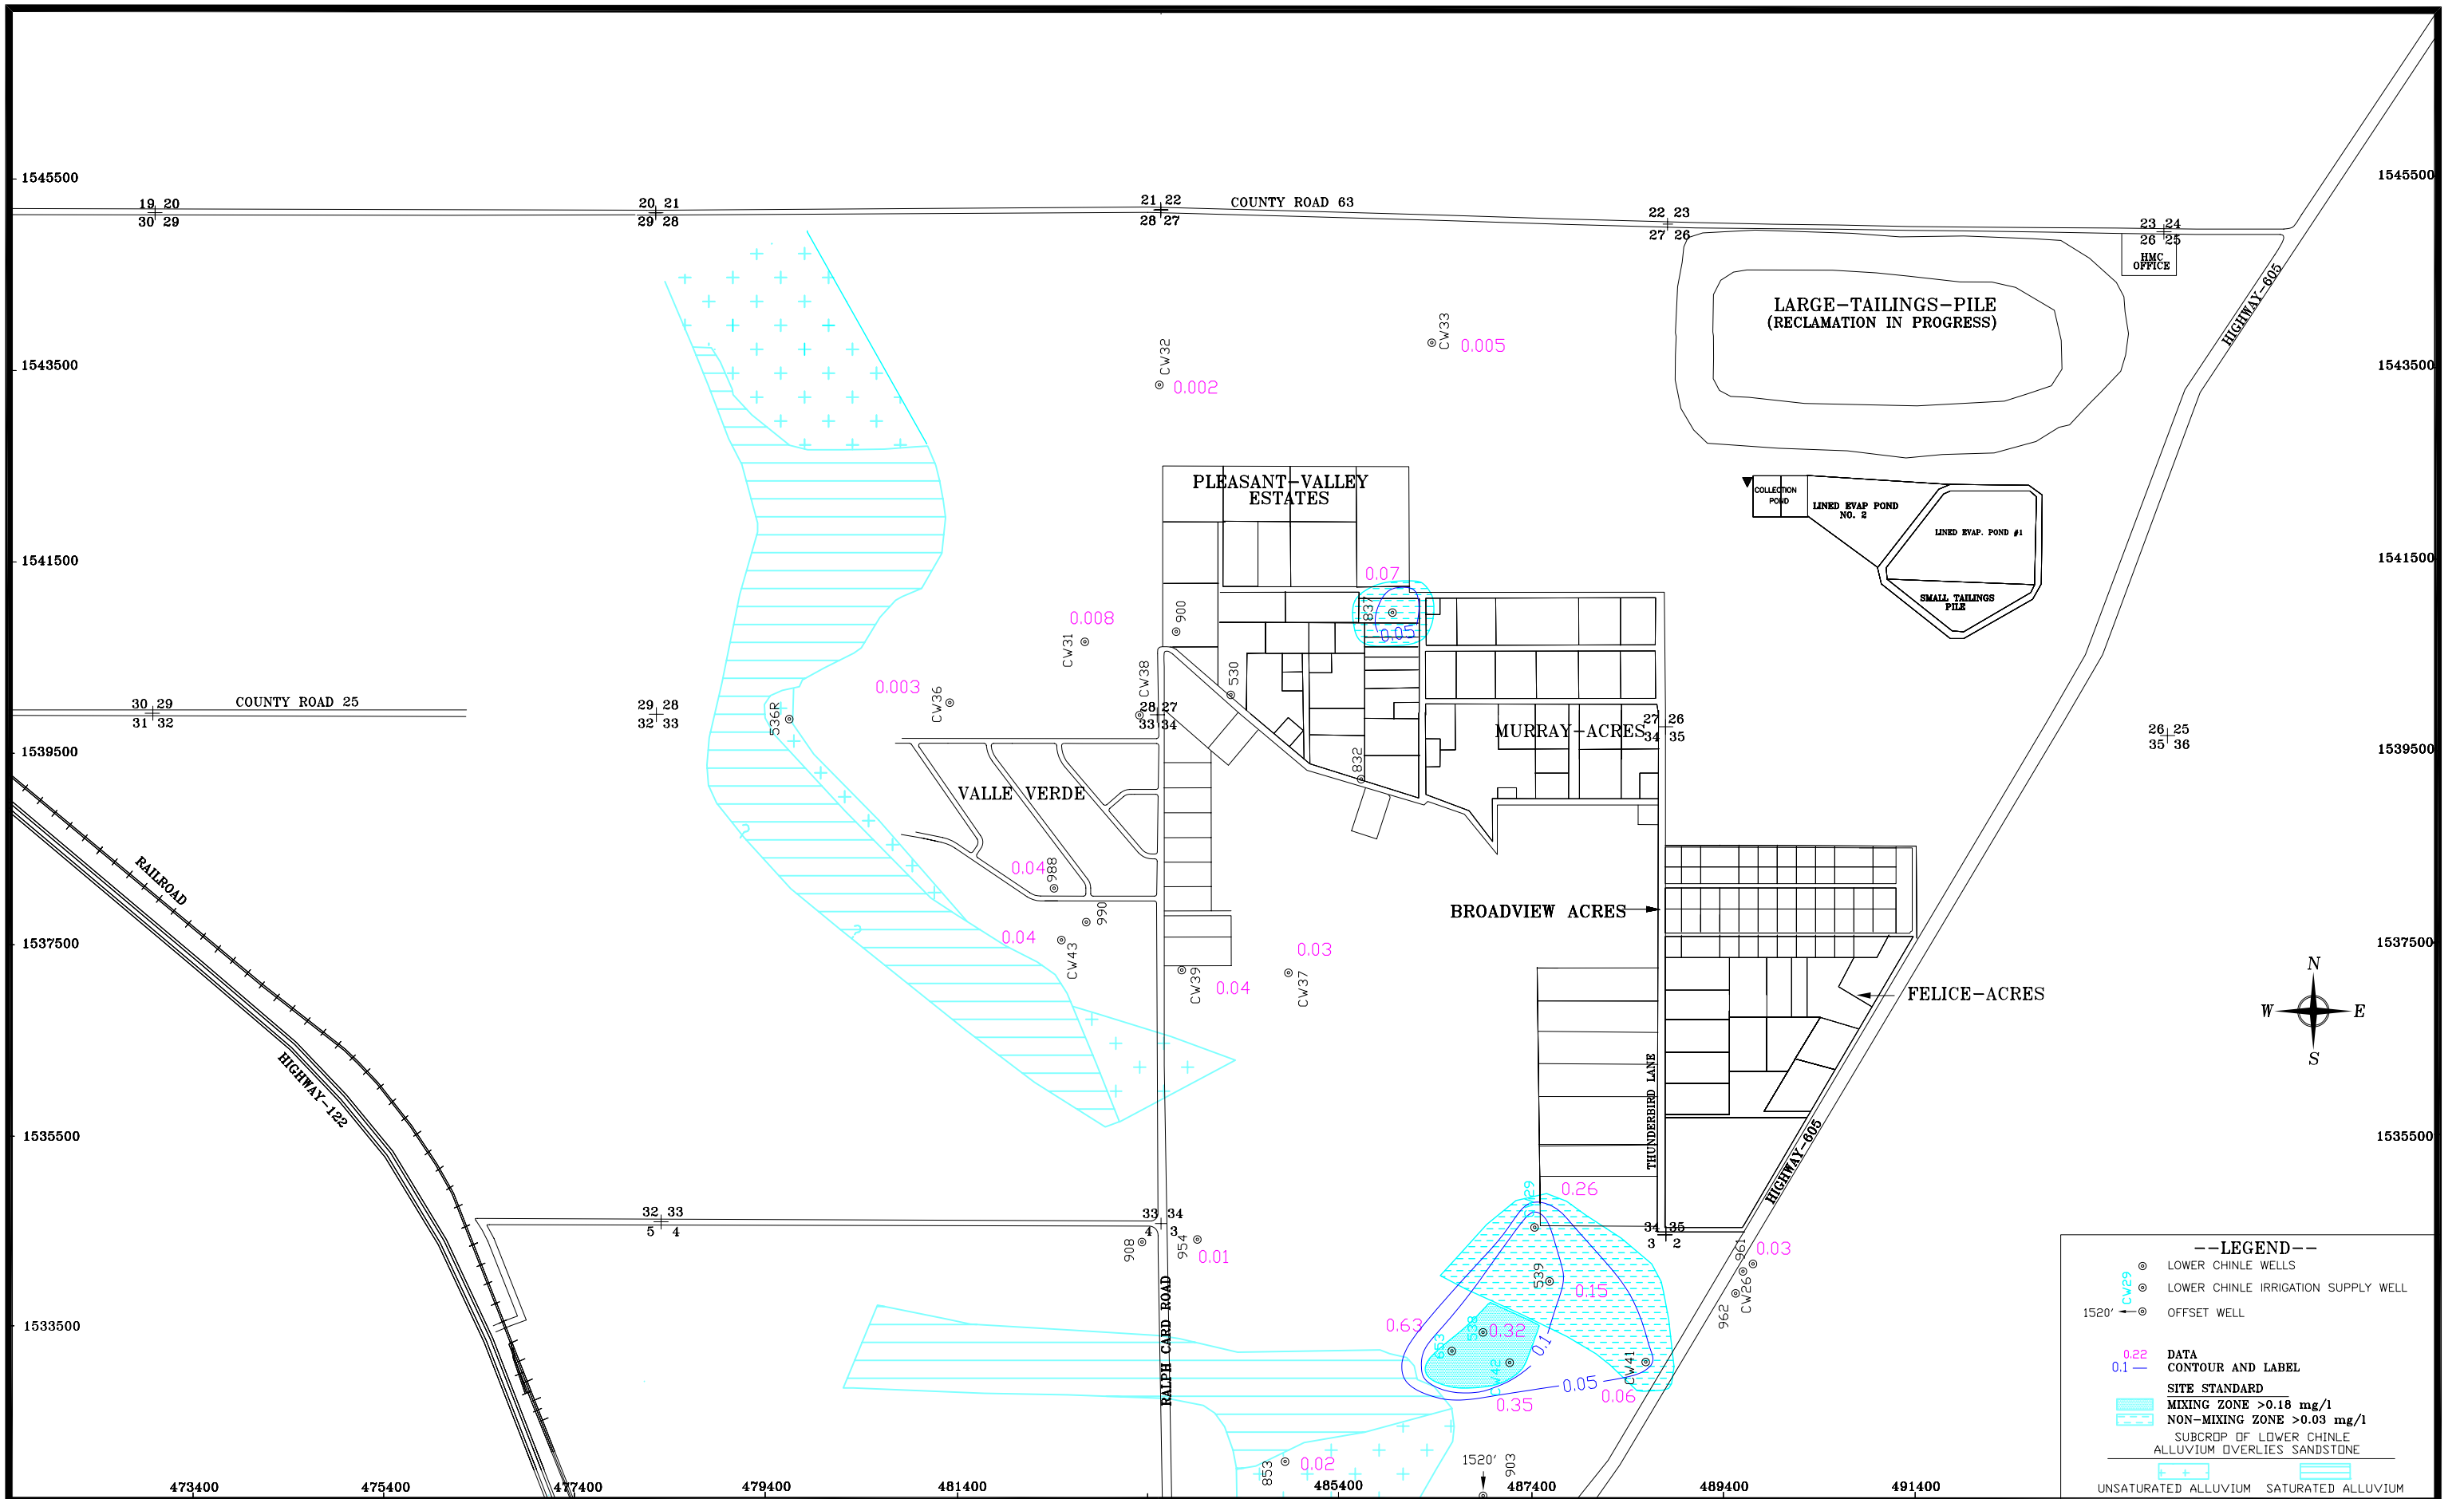 1545500
1545500
19 20
30 29
20 21
29 28
21 22
28 27
COUNTY ROAD 63
22 23
27 26
23 24
26 25
HMC
OFFICE
HIGHWAY-605
LARGE-TAILINGS-PILE
(RECLAMATION IN PROGRESS)
CW33
0.005
CW32
0.002
1543500
1543500
PLEASANT-VALLEY
ESTATES
COLLECTION
POND
LINED EVAP POND
NO. 2
LINED EVAP. POND #1
SMALL TAILINGS
PILE
1541500
1541500
0.07
837
0.05
0.008
CW31
900
530
CW38
0.003
CW36
536R
30 29
31 32
COUNTY ROAD 25
29 28
32 33
28 27
33 34
MURRAY-ACRES
27 26
34 35
26 25
35 36
1539500
1539500
832
VALLE VERDE
RAILROAD
?
0.04
988
BROADVIEW ACRES
990
?
0.04
CW43
0.03
CW37
CW39
0.04
1537500
1537500
FELICE-ACRES
N
W
E
S
HIGHWAY-122
THUNDERBIRD LANE
HIGHWAY-605
1535500
1535500
0.26
CW29
32 33
5 4
33 34
4 3
34 35
3 2
908
954
0.01
961
0.03
CW26
962
539
0.15
0.63
538
0.32
653
CW42
0.1
0.05
CW41
0.06
0.35
RALPH CARD ROAD
1533500
853
0.02
1520'
903
--LEGEND--
LOWER CHINLE WELLS
CW29
LOWER CHINLE IRRIGATION SUPPLY WELL
1520'
OFFSET WELL
0.22
DATA
0.1
CONTOUR AND LABEL
SITE STANDARD
MIXING ZONE >0.18 mg/l
NON-MIXING ZONE >0.03 mg/l
SUBCROP OF LOWER CHINLE
ALLUVIUM OVERLIES SANDSTONE
UNSATURATED ALLUVIUM SATURATED ALLUVIUM
473400
475400
477400
479400
481400
485400
487400
489400
491400